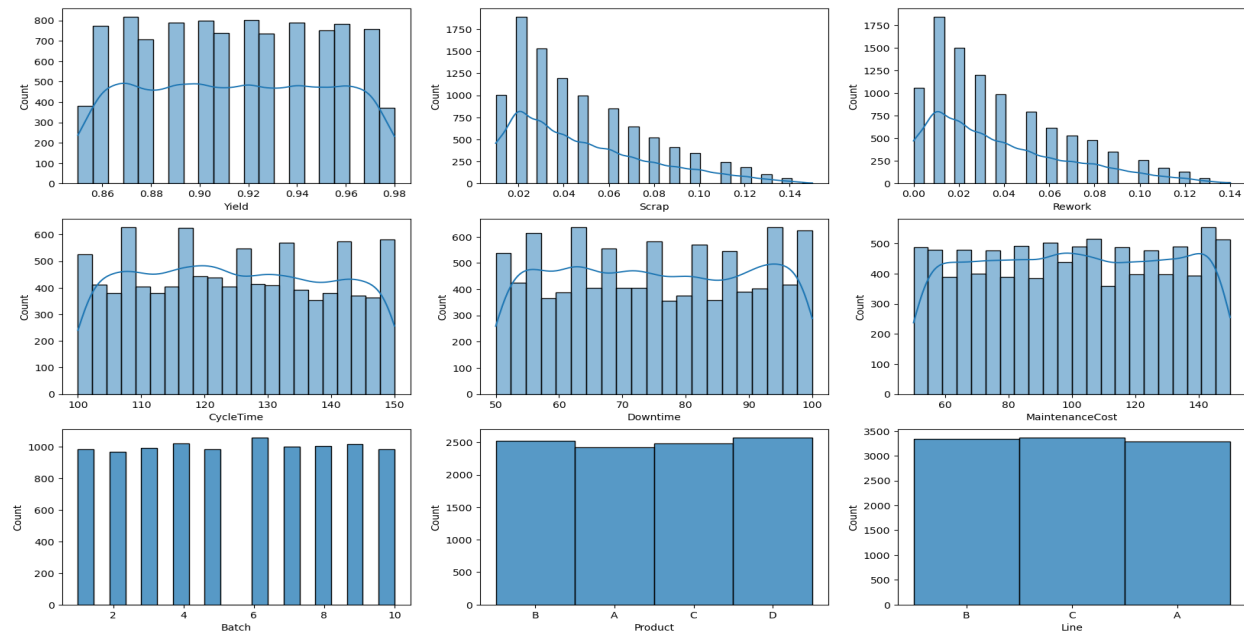 800
700
600
500
400
300
200
100
0
Count
0.86 0.88 0.90 0.92 0.94 0.96 0.98
Yield
1750
1500
1250
1000
750
500
250
0
Count
0.02 0.04 0.06 0.08 0.10 0.12 0.14
Scrap
1750
1500
1250
1000
750
500
250
0
Count
0.00 0.02 0.04 0.06 0.08 0.10 0.12 0.14
Rework
600
500
400
300
200
100
0
Count
100 110 120 130 140 150
CycleTime
600
500
400
300
200
100
0
Count
50 60 70 80 90 100
Downtime
500
400
300
200
100
0
Count
60 80 100 120 140
MaintenanceCost
1000
800
600
400
200
0
Count
2 4 6 8 10
Batch
2500
2000
1500
1000
500
0
Count
B A C D
Product
3500
3000
2500
2000
1500
1000
500
0
Count
B C A
Line